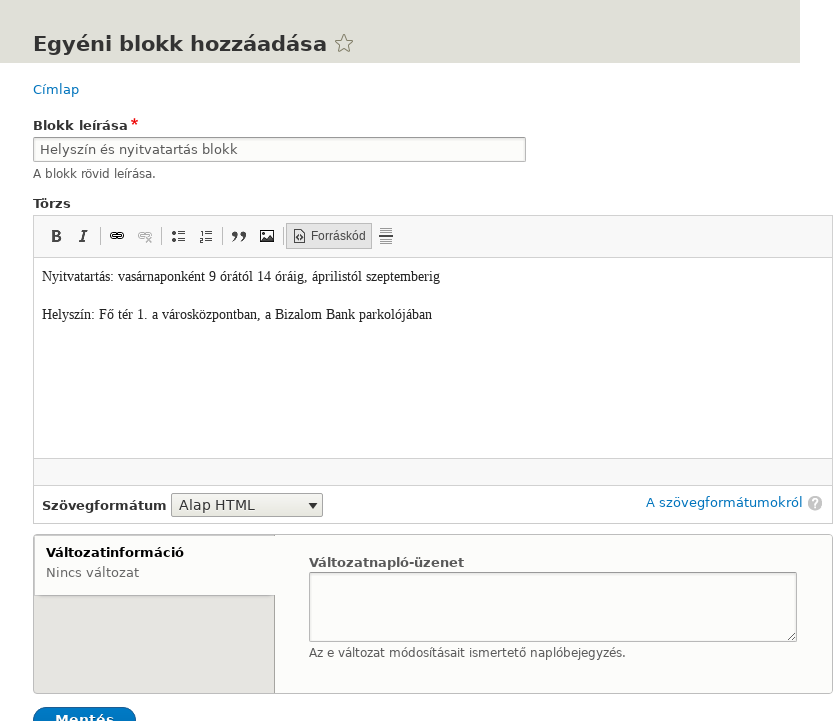 Egyéni blokk hozzáadása
Címlap
Blokk leírása *
Helyszín és nyitvatartás blokk
A blokk rövid leírása.
Törzs
B I Forráskód
Nyitvatartás: vasárnaponként 9 órától 14 óráig, áprilistól szeptemberig
Helyszín: Fő tér 1. a városközpontban, a Bizalom Bank parkolójában
Szövegformátum Alap HTML A szövegformátumokról ?
Változatinformáció
Nincs változat
Változatnapló-üzenet
Az e változat módosításait ismertető naplóbejegyzés.
Mentés